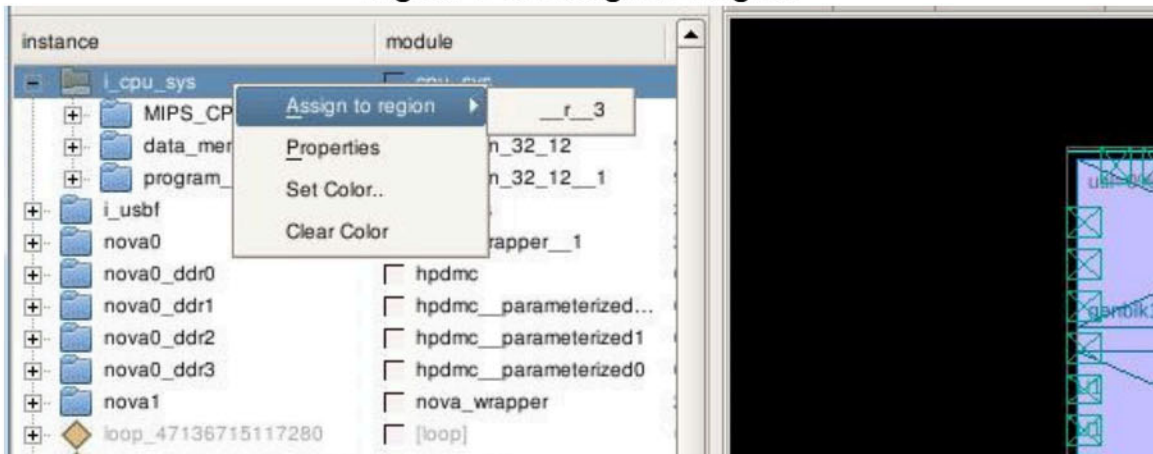 instance module
i_cpu_sys cpu_sys
MIPS_CP
Assign to region __r__3
data_mer n_32_12
Properties
program_ n_32_12__1
Set Color..
i_usbf
Clear Color
nova0 rapper__1
nova0_ddr0 hpdmc
nova0_ddr1 hpdmc__parameterized...
nova0_ddr2 hpdmc__parameterized1
nova0_ddr3 hpdmc__parameterized0
nova1 nova_wrapper
loop_47136715117280 [loop]